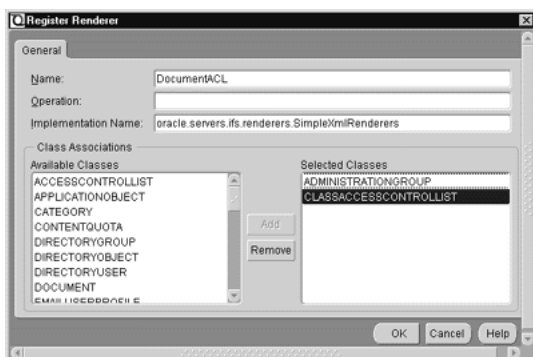 Register Renderer
General
Name: DocumentACL
Operation:
Implementation Name: oracle.servers.ifs.renderers.SimpleXmlRenderers
Class Associations
Available Classes
ACCESSCONTROLLIST
APPLICATIONOBJECT
CATEGORY
CONTENTQUOTA
DIRECTORYGROUP
DIRECTORYOBJECT
DIRECTORYUSER
DOCUMENT
EMAILUSERPROFILE
Add
Remove
Selected Classes
ADMINISTRATIONGROUP
CLASSACCESSCONTROLLIST
OK Cancel Help